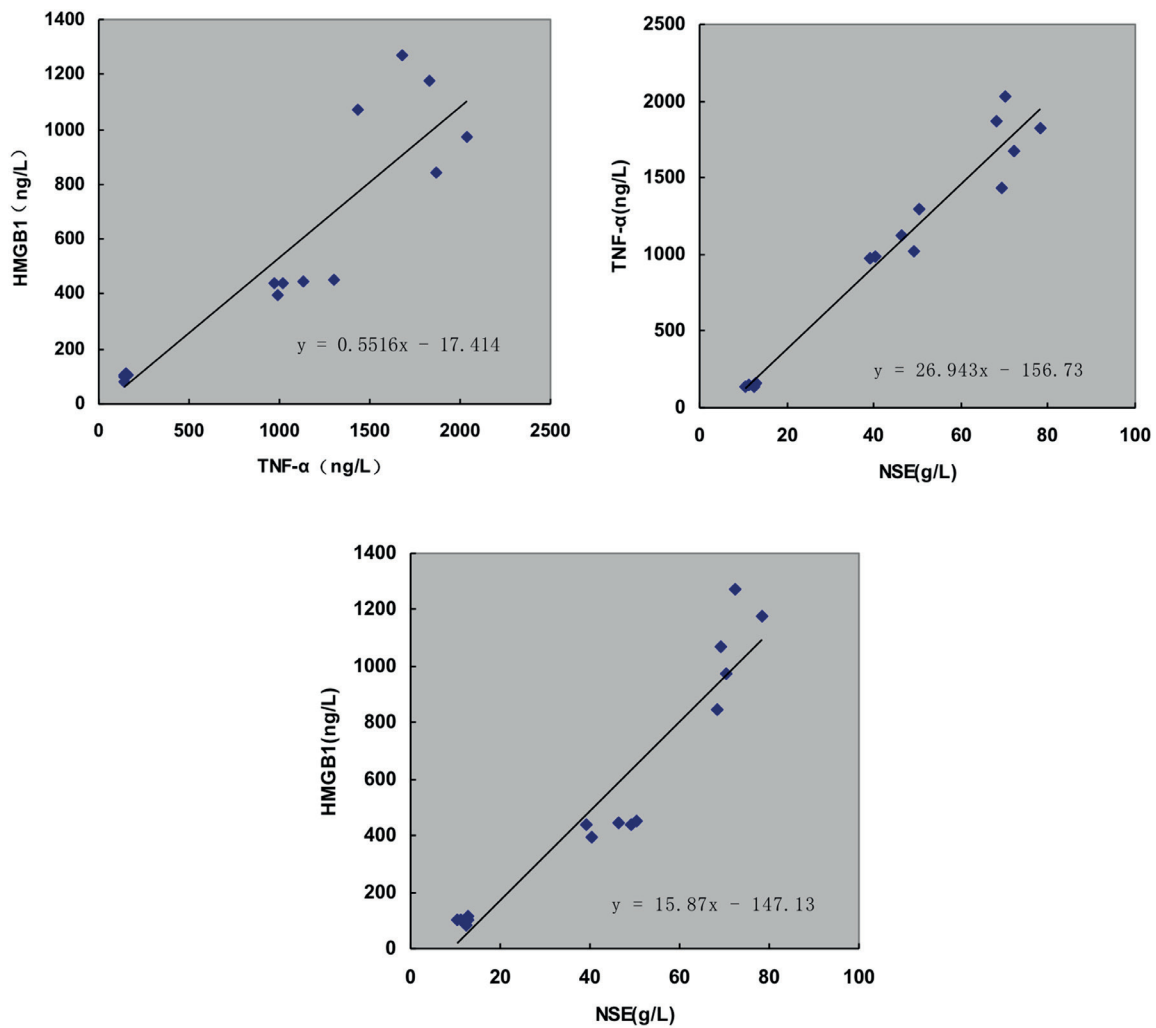 1400
1200
1000
800
600
400
200
0
HMGB1（ng/L）
y = 0.5516x − 17.414
0 500 1000 1500 2000 2500
TNF-α（ng/L）
2500
2000
1500
1000
500
0
TNF-α(ng/L)
y = 26.943x − 156.73
0 20 40 60 80 100
NSE(g/L)
1400
1200
1000
800
600
400
200
0
HMGB1(ng/L)
y = 15.87x − 147.13
0 20 40 60 80 100
NSE(g/L)